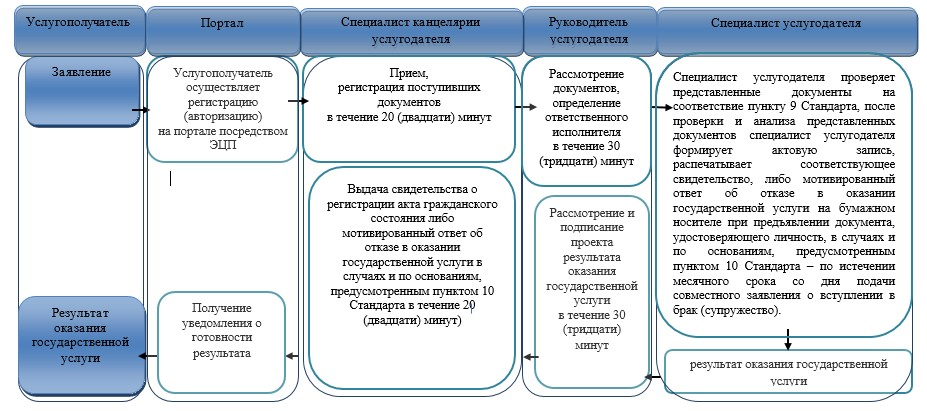 Услугополучатель
Портал
Специалист канцелярии
услугодателя
Руководитель
услугодателя
Специалист услугодателя
Заявление
Услугополучатель
осуществляет
регистрацию
(авторизацию)
на портале посредством
ЭЦП
Прием,
регистрация поступивших
документов
в течение 20 (двадцати) минут
Рассмотрение
документов,
определение
ответственного
исполнителя
в течение 30
(тридцати) минут
Специалист услугодателя проверяет
представленные документы на
соответствие пункту 9 Стандарта, после
проверки и анализа представленных
документов специалист услугодателя
формирует актовую запись,
распечатывает соответствующее
свидетельство, либо мотивированный
ответ об отказе в оказании
государственной услуги на бумажном
носителе при предъявлении документа,
удостоверяющего личность, в случаях и
по основаниям, предусмотренным
пунктом 10 Стандарта – по истечении
месячного срока со дня подачи
совместного заявления о вступлении в
брак (супружество).
Выдача свидетельства о
регистрации акта гражданского
состояния либо
мотивированный ответ об
отказе в оказании
государственной услуги в
случаях и по основаниям,
предусмотренным пунктом 10
Стандарта в течение 20
(двадцати) минут)
Рассмотрение и
подписание
проекта
результата
оказания
государственной
услуги
в течение 30
(тридцати)
минут
Результат
оказания
государственной
услуги
Получение
уведомления о
готовности
результата
результат оказания государственной
услуги